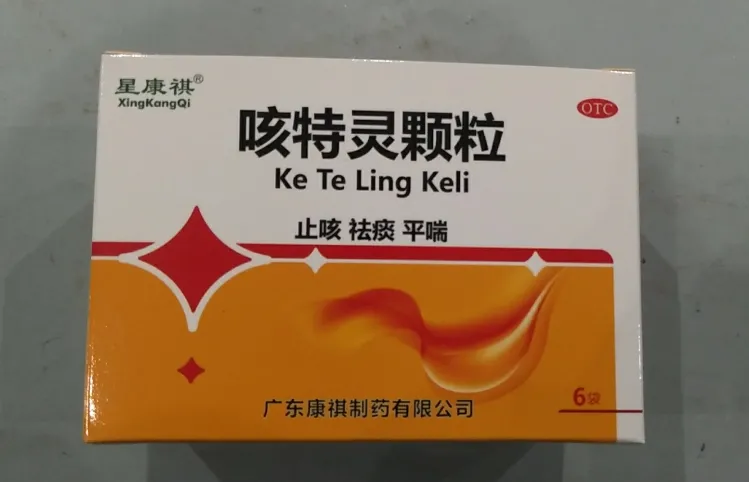 星康祺®
XingKangQi
OTC
咳特灵颗粒
Ke Te Ling Keli
止咳 祛痰 平喘
6袋
广东康祺制药有限公司